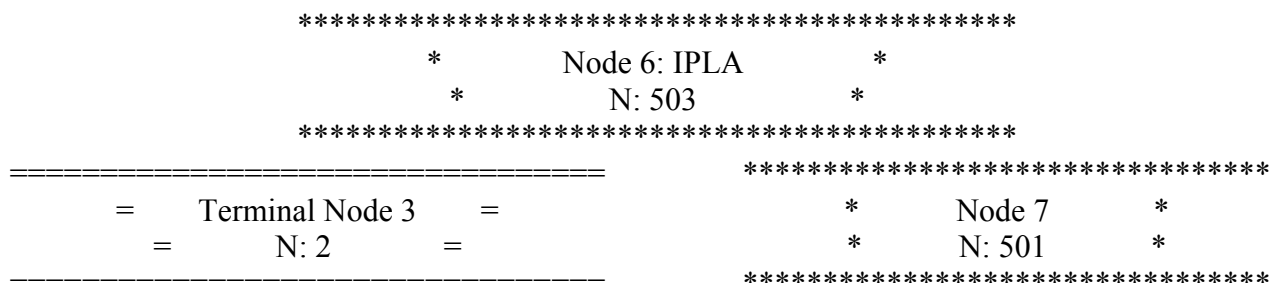 *********************************************
* Node 6: IPLA *
* N: 503 *
*********************************************
================================= *********************************
= Terminal Node 3 = * Node 7 *
= N: 2 = * N: 501 *
================================= *********************************